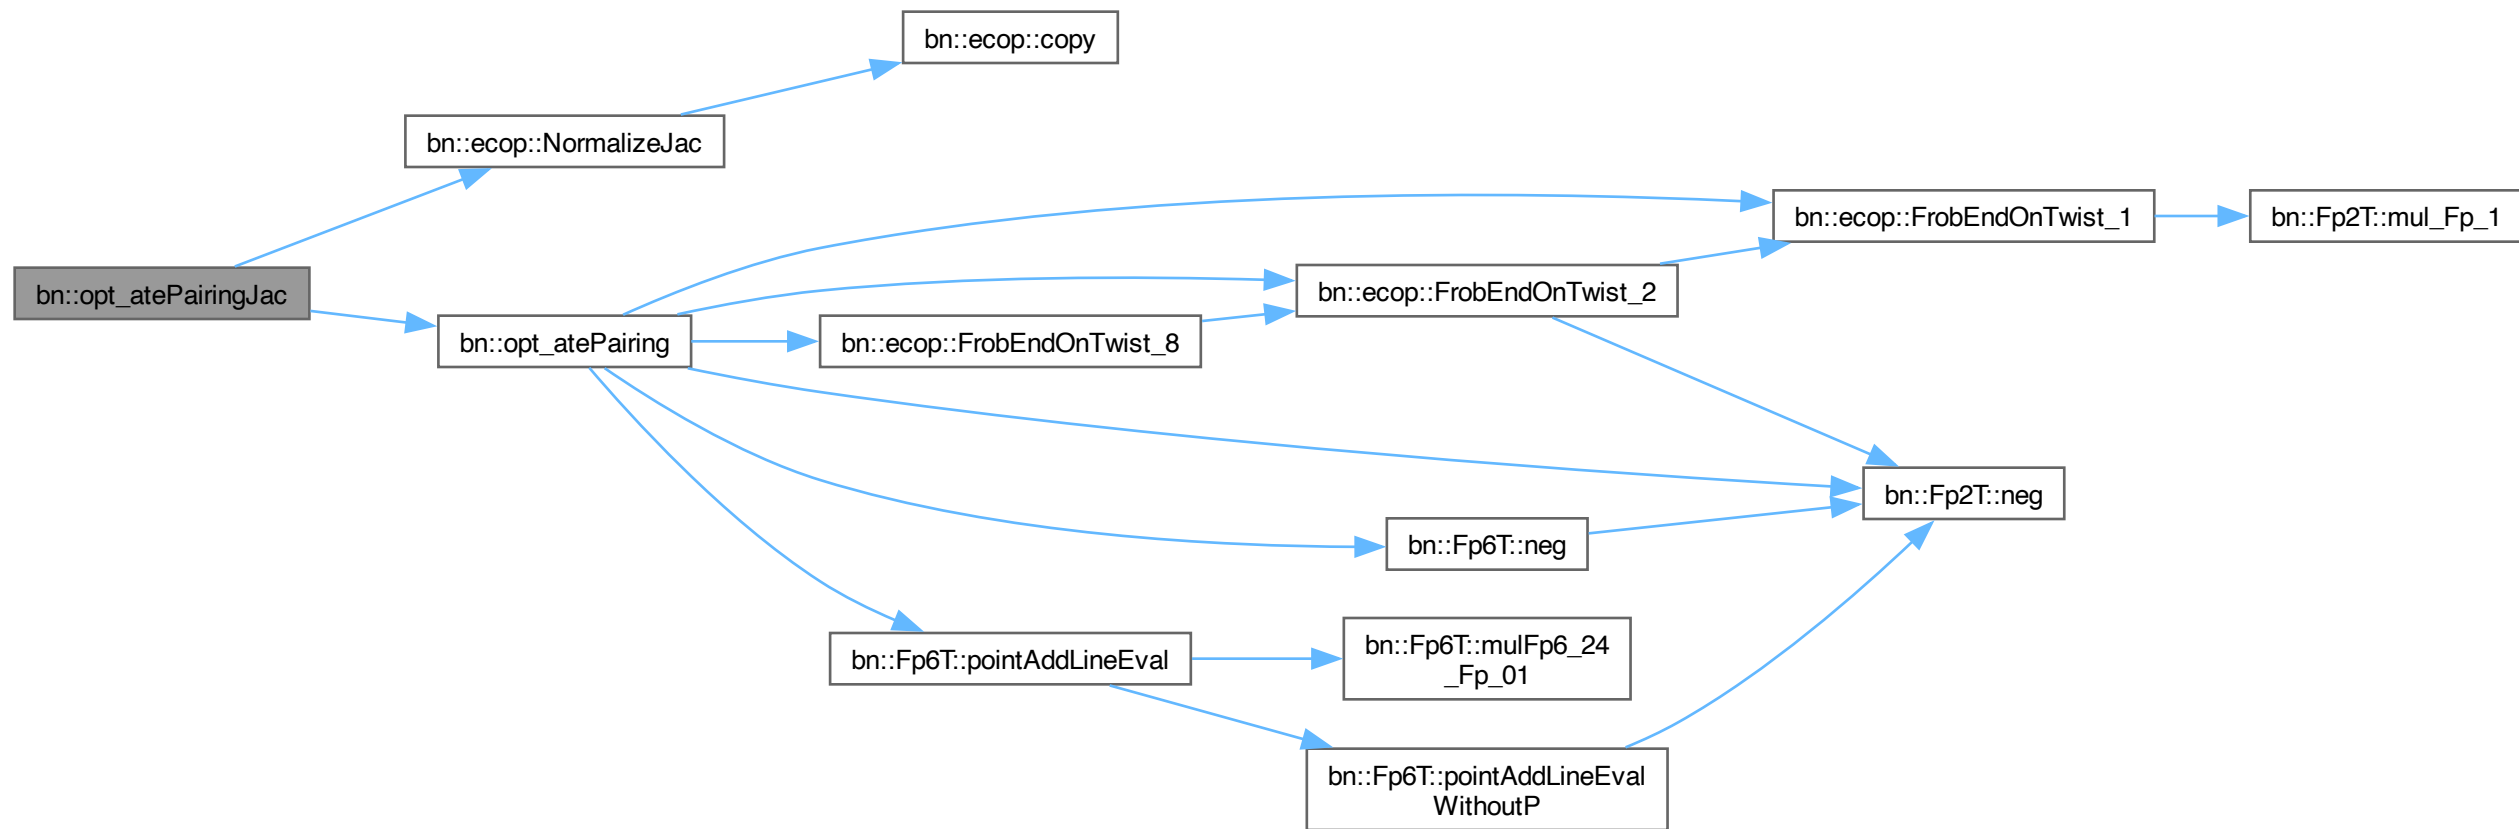 bn::ecop::copy
bn::ecop::NormalizeJac
bn::ecop::FrobEndOnTwist_1
bn::Fp2T::mul_Fp_1
bn::opt_atePairingJac
bn::ecop::FrobEndOnTwist_2
bn::opt_atePairing
bn::ecop::FrobEndOnTwist_8
bn::Fp2T::neg
bn::Fp6T::neg
bn::Fp6T::pointAddLineEval
bn::Fp6T::mulFp6_24
_Fp_01
bn::Fp6T::pointAddLineEval
WithoutP